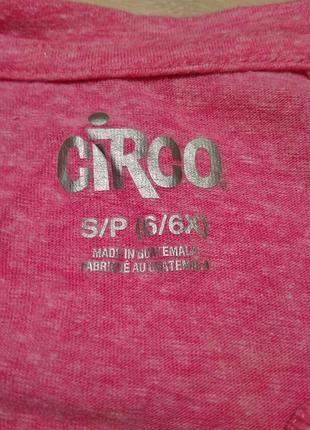 CiRCO.
S/P (6/6X)
MADE IN GUATEMALA
FABRIQUÉ AU GUATEMALA